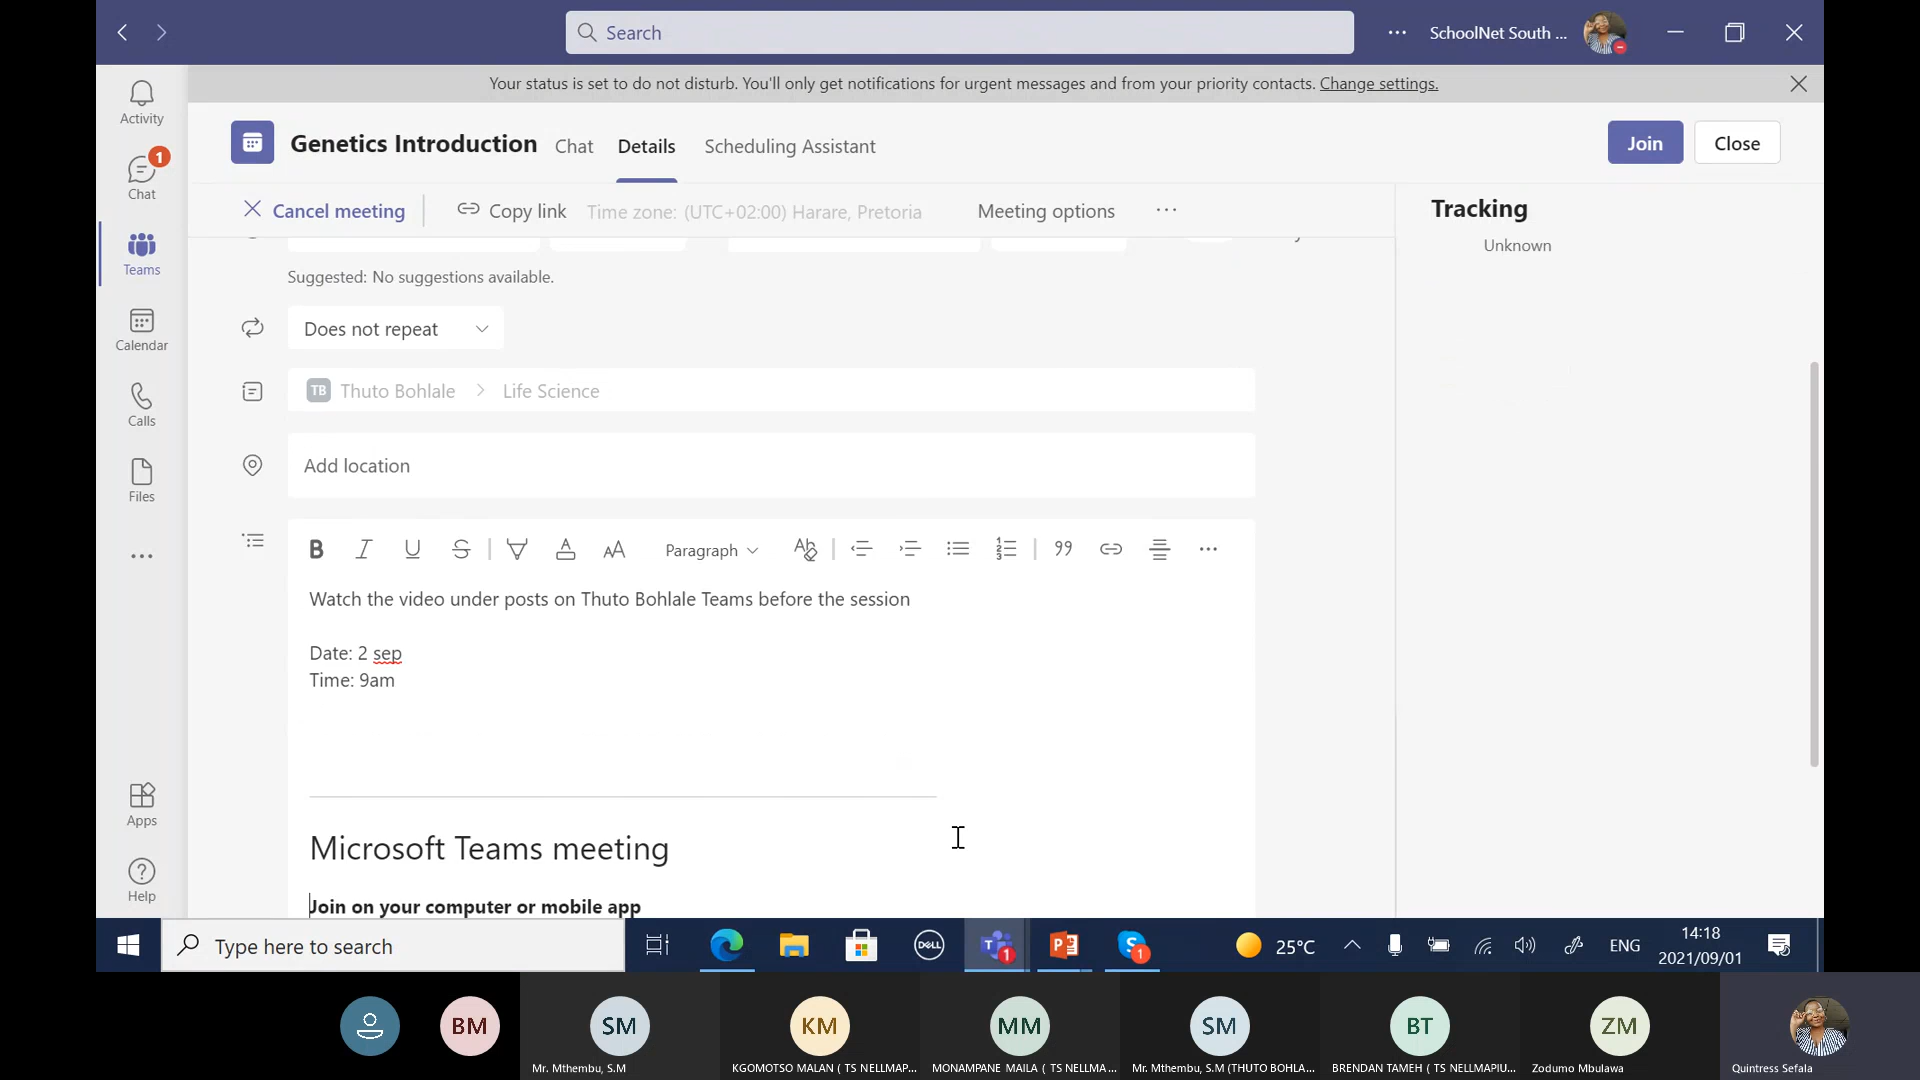 Search
SchoolNet South ...
Your status is set to do not disturb. You'll only get notifications for urgent messages and from your priority contacts. Change settings.
Activity
1
Chat
Teams
Calendar
Calls
Files
Apps
Help
Genetics Introduction
Chat
Details
Scheduling Assistant
Join
Close
Cancel meeting
Copy link
Time zone: (UTC+02:00) Harare, Pretoria
Meeting options
Tracking
Unknown
Suggested: No suggestions available.
Does not repeat
TB Thuto Bohlale > Life Science
Add location
Paragraph
Watch the video under posts on Thuto Bohlale Teams before the session
Date: 2 sep
Time: 9am
Microsoft Teams meeting
Join on your computer or mobile app
Type here to search
DELL
1
1
25°C
ENG
14:18
2021/09/01
BM
SM
KM
MM
SM
BT
ZM
Mr. Mthembu, S.M
KGOMOTSO MALAN ( TS NELLMAP...
MONAMPANE MAILA ( TS NELLMA...
Mr. Mthembu, S.M (THUTO BOHLA...
BRENDAN TAMEH ( TS NELLMAPIU...
Zodumo Mbulawa
Quintress Sefala